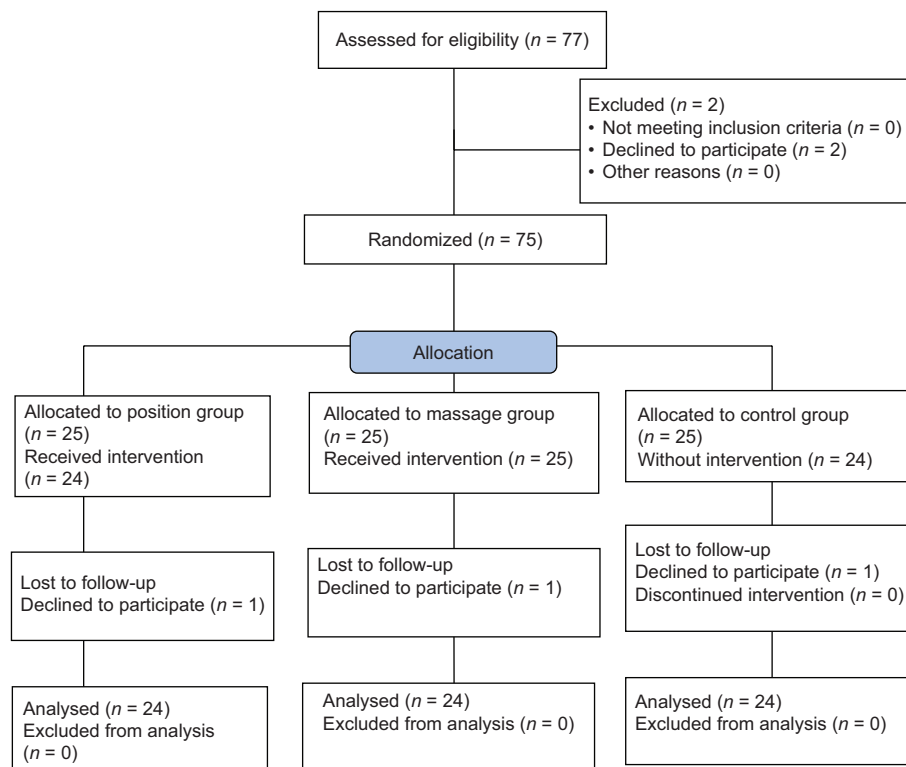 Assessed for eligibility (n = 77)
Excluded (n = 2)
• Not meeting inclusion criteria (n = 0)
• Declined to participate (n = 2)
• Other reasons (n = 0)
Randomized (n = 75)
Allocation
Allocated to position group
(n = 25)
Received intervention
(n = 24)
Allocated to massage group
(n = 25)
Received intervention (n = 25)
Allocated to control group
(n = 25)
Without intervention (n = 24)
Lost to follow-up
Declined to participate (n = 1)
Lost to follow-up
Declined to participate (n = 1)
Lost to follow-up
Declined to participate (n = 1)
Discontinued intervention (n = 0)
Analysed (n = 24)
Excluded from analysis
(n = 0)
Analysed (n = 24)
Excluded from analysis (n = 0)
Analysed (n = 24)
Excluded from analysis (n = 0)